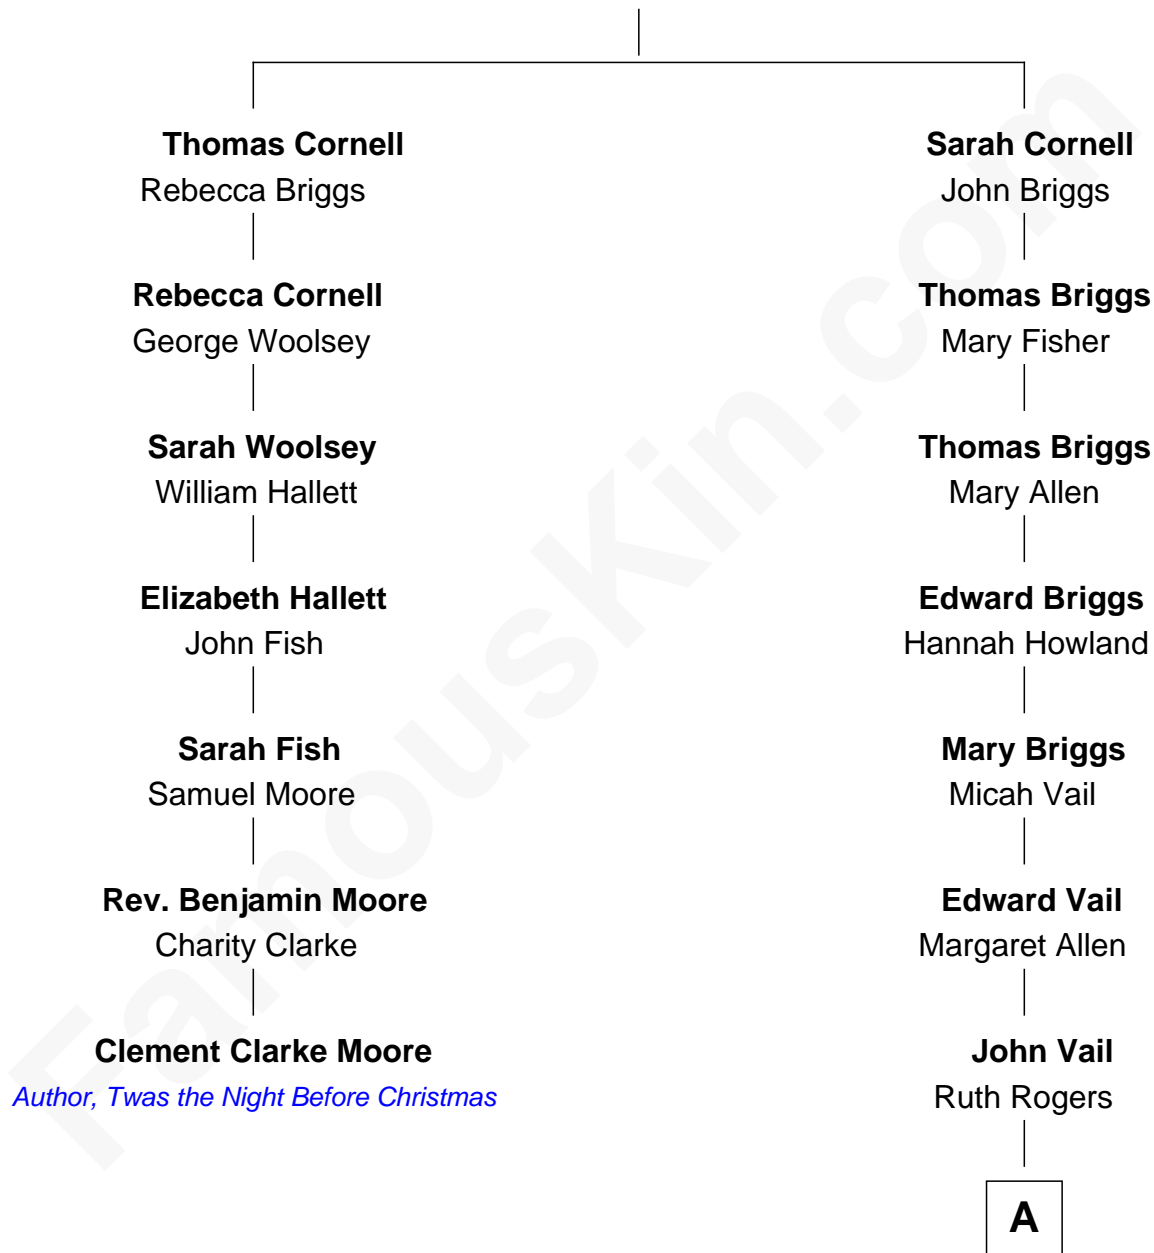 Thomas Cornell
Rebecca Briggs
Rebecca Cornell
George Woolsey
Sarah Woolsey
William Hallett
Elizabeth Hallett
John Fish
Sarah Fish
Samuel Moore
Rev. Benjamin Moore
Charity Clarke
Clement Clarke Moore
Author, Twas the Night Before Christmas
Sarah Cornell
John Briggs
Thomas Briggs
Mary Fisher
Thomas Briggs
Mary Allen
Edward Briggs
Hannah Howland
Mary Briggs
Micah Vail
Edward Vail
Margaret Allen
John Vail
Ruth Rogers
A
FamousKin.com